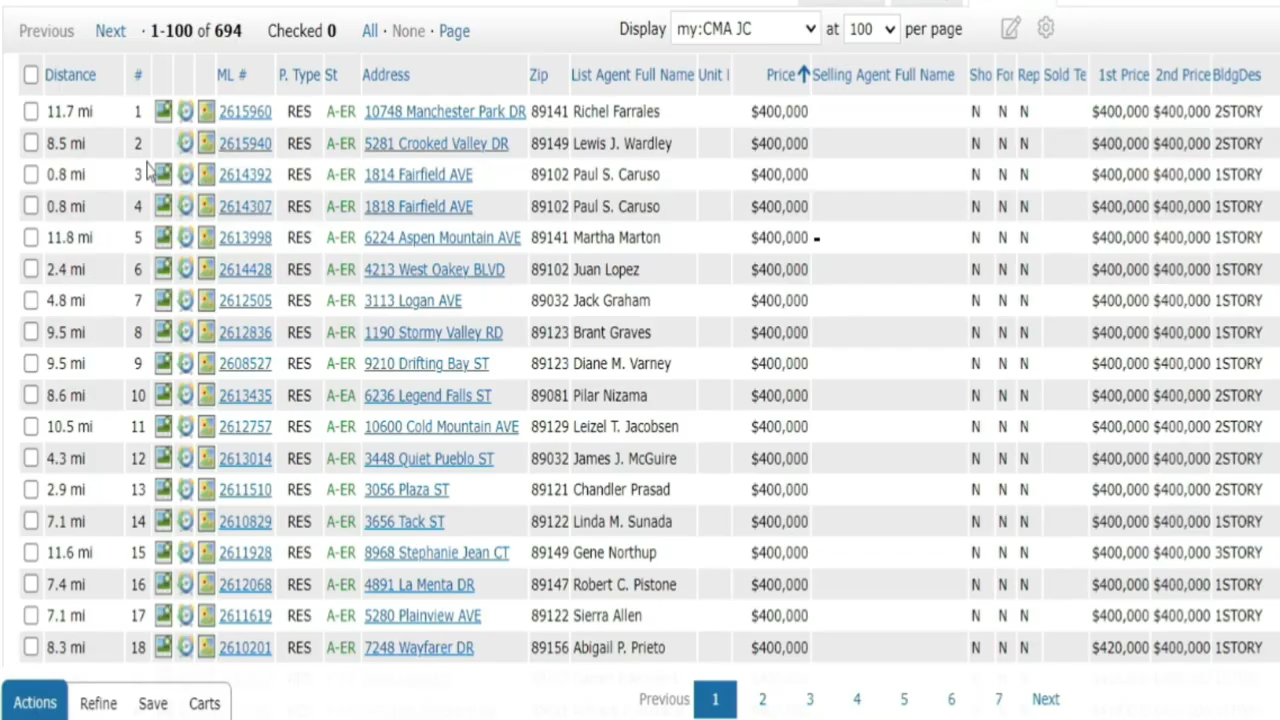 Previous Next · 1-100 of 694 Checked 0 All · None · Page Display my:CMA JC at 100 per page
Distance # ML # P. Type St Address Zip List Agent Full Name Unit Price Selling Agent Full Name Sho For Rep Sold Te 1st Price 2nd Price BldgDes
11.7 mi 1 2615960 RES A-ER 10748 Manchester Park DR 89141 Richel Farrales $400,000 N N N $400,000 $400,000 2STORY
8.5 mi 2 2615940 RES A-ER 5281 Crooked Valley DR 89149 Lewis J. Wardley $400,000 N N N $400,000 $400,000 2STORY
0.8 mi 3 2614392 RES A-ER 1814 Fairfield AVE 89102 Paul S. Caruso $400,000 N N N $400,000 $400,000 1STORY
0.8 mi 4 2614307 RES A-ER 1818 Fairfield AVE 89102 Paul S. Caruso $400,000 N N N $400,000 $400,000 1STORY
11.8 mi 5 2613998 RES A-ER 6224 Aspen Mountain AVE 89141 Martha Marton $400,000 N N N $400,000 $400,000 1STORY
2.4 mi 6 2614428 RES A-ER 4213 West Oakey BLVD 89102 Juan Lopez $400,000 N N N $400,000 $400,000 1STORY
4.8 mi 7 2612505 RES A-ER 3113 Logan AVE 89032 Jack Graham $400,000 N N N $400,000 $400,000 1STORY
9.5 mi 8 2612836 RES A-ER 1190 Stormy Valley RD 89123 Brant Graves $400,000 N N N $400,000 $400,000 1STORY
9.5 mi 9 2608527 RES A-ER 9210 Drifting Bay ST 89123 Diane M. Varney $400,000 N N N $400,000 $400,000 1STORY
8.6 mi 10 2613435 RES A-EA 6236 Legend Falls ST 89081 Pilar Nizama $400,000 N N N $400,000 $400,000 2STORY
10.5 mi 11 2612757 RES A-ER 10600 Cold Mountain AVE 89129 Leizel T. Jacobsen $400,000 N N N $400,000 $400,000 2STORY
4.3 mi 12 2613014 RES A-ER 3448 Quiet Pueblo ST 89032 James J. McGuire $400,000 N N N $400,000 $400,000 2STORY
2.9 mi 13 2611510 RES A-ER 3056 Plaza ST 89121 Chandler Prasad $400,000 N N N $400,000 $400,000 2STORY
7.1 mi 14 2610829 RES A-ER 3656 Tack ST 89122 Linda M. Sunada $400,000 N N N $400,000 $400,000 1STORY
11.6 mi 15 2611928 RES A-ER 8968 Stephanie Jean CT 89149 Gene Northup $400,000 N N N $400,000 $400,000 3STORY
7.4 mi 16 2612068 RES A-ER 4891 La Menta DR 89147 Robert C. Pistone $400,000 N N N $400,000 $400,000 1STORY
7.1 mi 17 2611619 RES A-ER 5280 Plainview AVE 89122 Sierra Allen $400,000 N N N $400,000 $400,000 1STORY
8.3 mi 18 2610201 RES A-ER 7248 Wayfarer DR 89156 Abigail P. Prieto $400,000 N N N $420,000 $400,000 1STORY
Actions Refine Save Carts Previous 1 2 3 4 5 6 7 Next